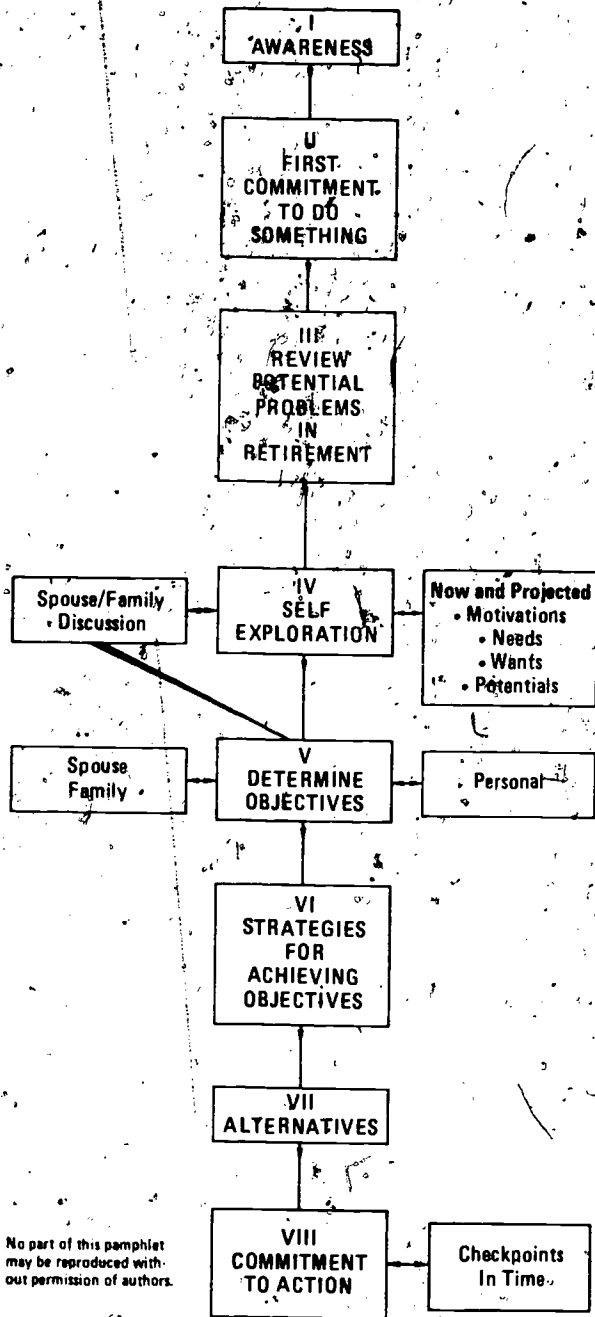 I
AWARENESS
II
FIRST
COMMITMENT
TO DO
SOMETHING
III
REVIEW
POTENTIAL
PROBLEMS
IN
RETIREMENT
Spouse/Family
Discussion
IV
SELF
EXPLORATION
Now and Projected
• Motivations
• Needs
• Wants
• Potentials
Spouse
Family
V
DETERMINE
OBJECTIVES
Personal
VI
STRATEGIES
FOR
ACHIEVING
OBJECTIVES
VII
ALTERNATIVES
No part of this pamphlet
may be reproduced with-
out permission of authors.
VIII
COMMITMENT
TO ACTION
Checkpoints
In Time